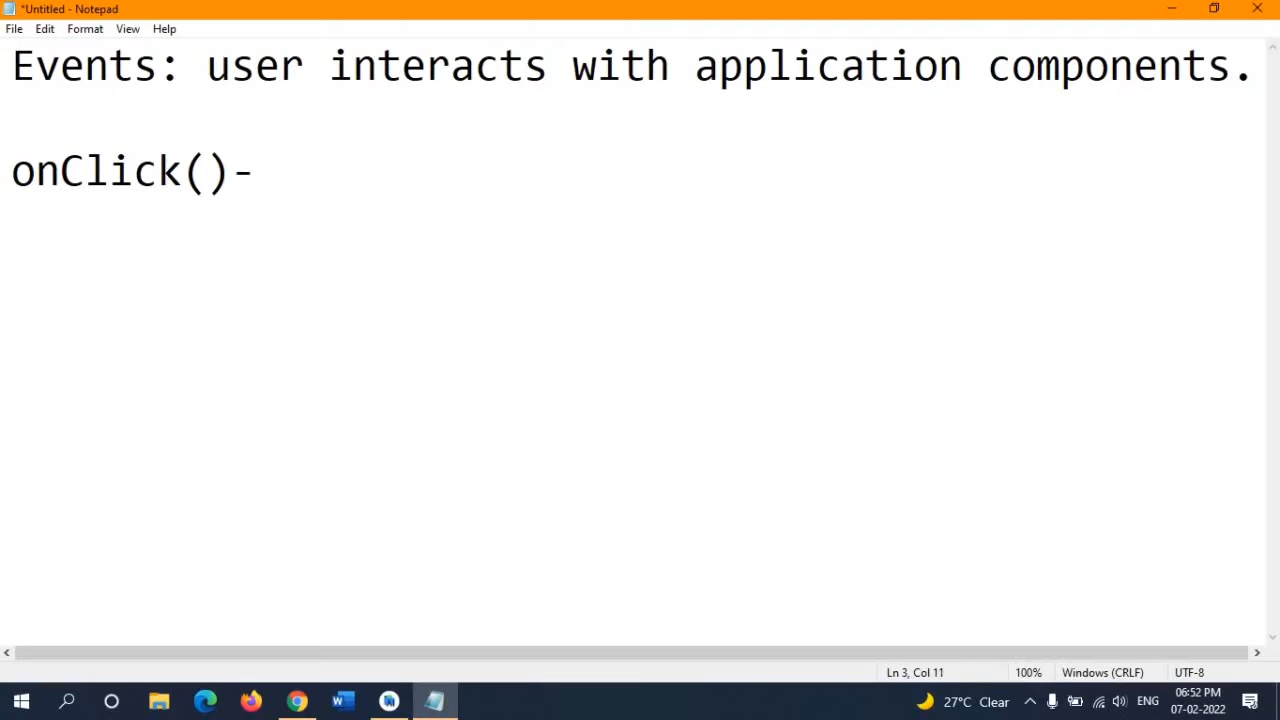 *Untitled - Notepad
File Edit Format View Help
Events: user interacts with application components.
onClick()-
Ln 3, Col 11 100% Windows (CRLF) UTF-8
27°C Clear ENG 06:52 PM
07-02-2022